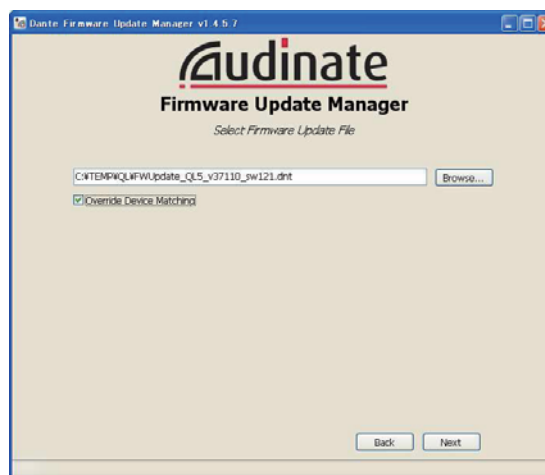 Dante Firmware Update Manager v1.4.5.7
Audinate
Firmware Update Manager
Select Firmware Update File
C:¥TEMP¥QL¥FWUpdate_QL5_v37110_sw121.dnt
Browse...
Override Device Matching
Back
Next